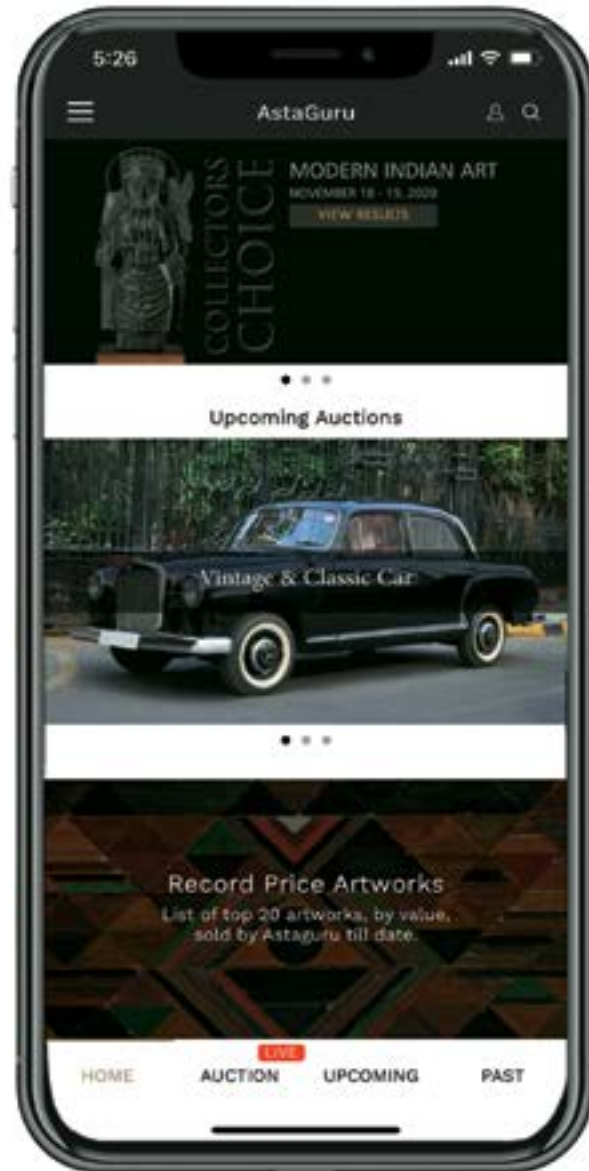 5:26
AstaGuru
COLLECTORS
CHOICE
MODERN INDIAN ART
NOVEMBER 18 - 19, 2020
VIEW RESULTS
Upcoming Auctions
Vintage & Classic Car
Record Price Artworks
List of top 20 artworks, by value,
sold by Astaguru till date.
LIVE
HOME AUCTION UPCOMING PAST